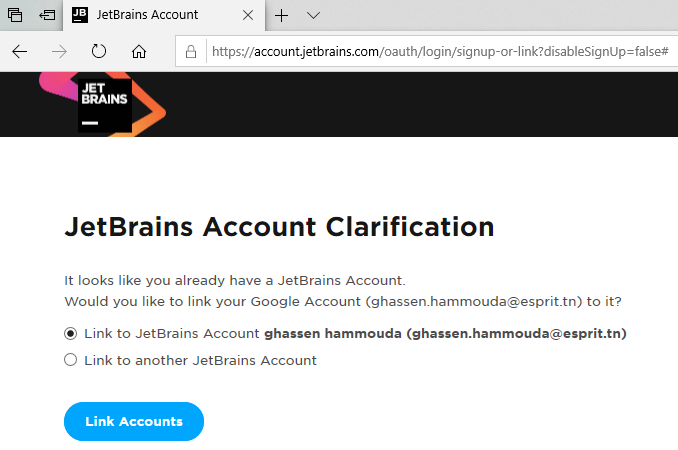 JB JetBrains Account
https://account.jetbrains.com/oauth/login/signup-or-link?disableSignUp=false#
JET
BRAINS
JetBrains Account Clarification
It looks like you already have a JetBrains Account.
Would you like to link your Google Account (ghassen.hammouda@esprit.tn) to it?
Link to JetBrains Account ghassen hammouda (ghassen.hammouda@esprit.tn)
Link to another JetBrains Account
Link Accounts